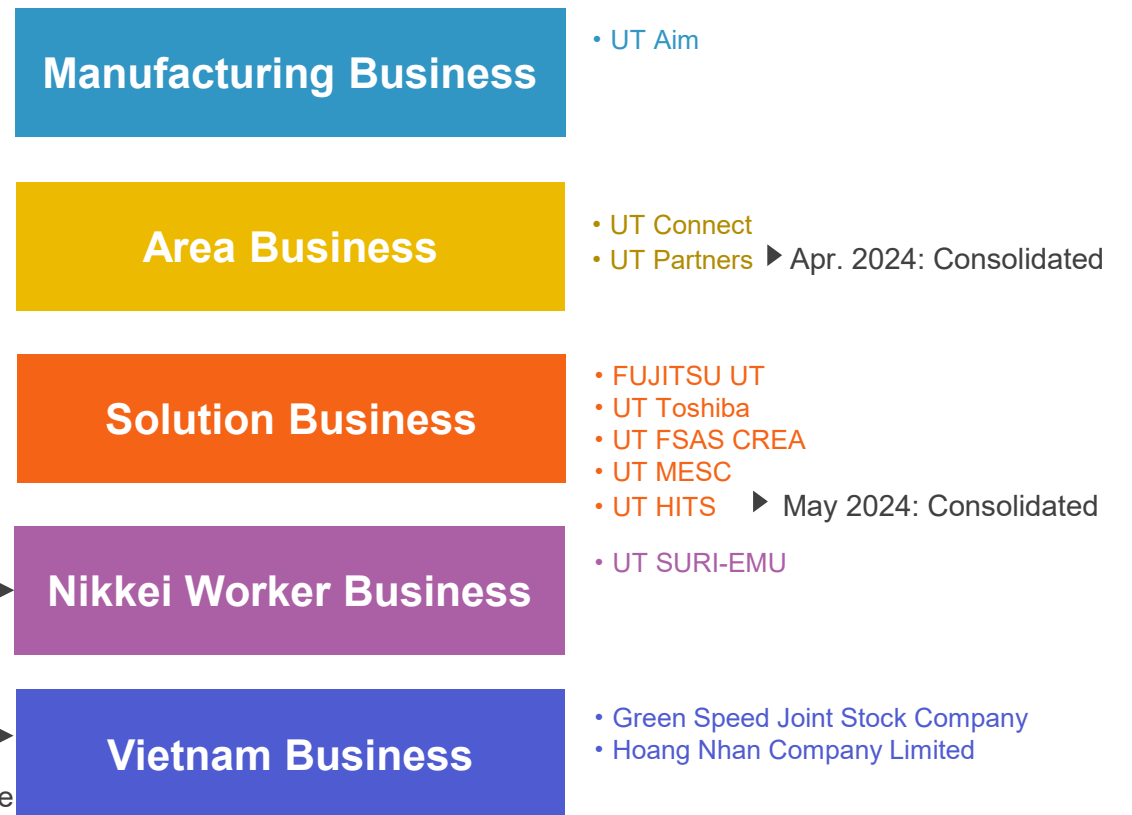 Manufacturing Business
• UT Aim
Area Business
• UT Connect
• UT Partners ▶ Apr. 2024: Consolidated
Solution Business
• FUJITSU UT
• UT Toshiba
• UT FSAS CREA
• UT MESC
• UT HITS ▶ May 2024: Consolidated
Nikkei Worker Business
• UT SURI-EMU
Vietnam Business
• Green Speed Joint Stock Company
• Hoang Nhan Company Limited